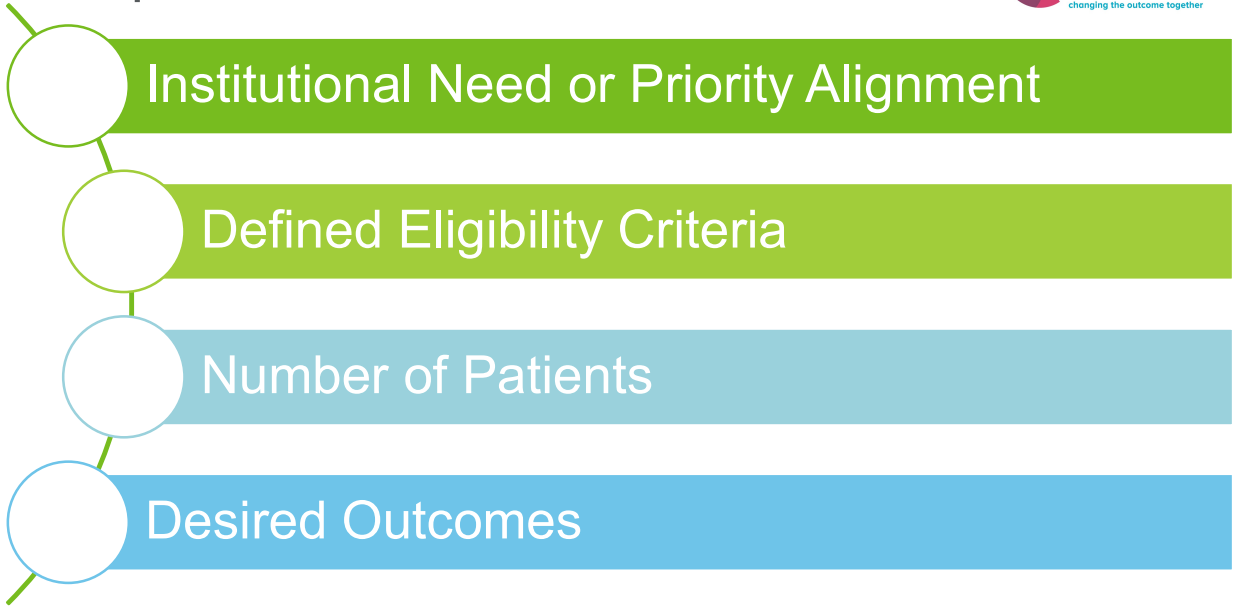 changing the outcome together
Institutional Need or Priority Alignment
Defined Eligibility Criteria
Number of Patients
Desired Outcomes